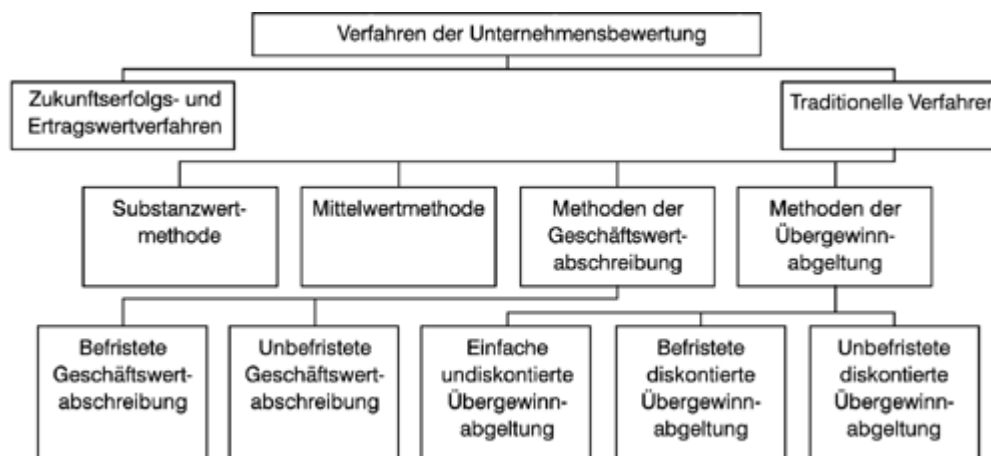 Verfahren der Unternehmensbewertung
Zukunftserfolgs- und
Ertragswertverfahren
Traditionelle Verfahren
Substanzwert-
methode
Mittelwertmethode
Methoden der
Geschäftswert-
abschreibung
Methoden der
Übergewinn-
abgeltung
Befristete
Geschäftswert-
abschreibung
Unbefristete
Geschäftswert-
abschreibung
Einfache
undiskontierte
Übergewinn-
abgeltung
Befristete
diskontierte
Übergewinn-
abgeltung
Unbefristete
diskontierte
Übergewinn-
abgeltung